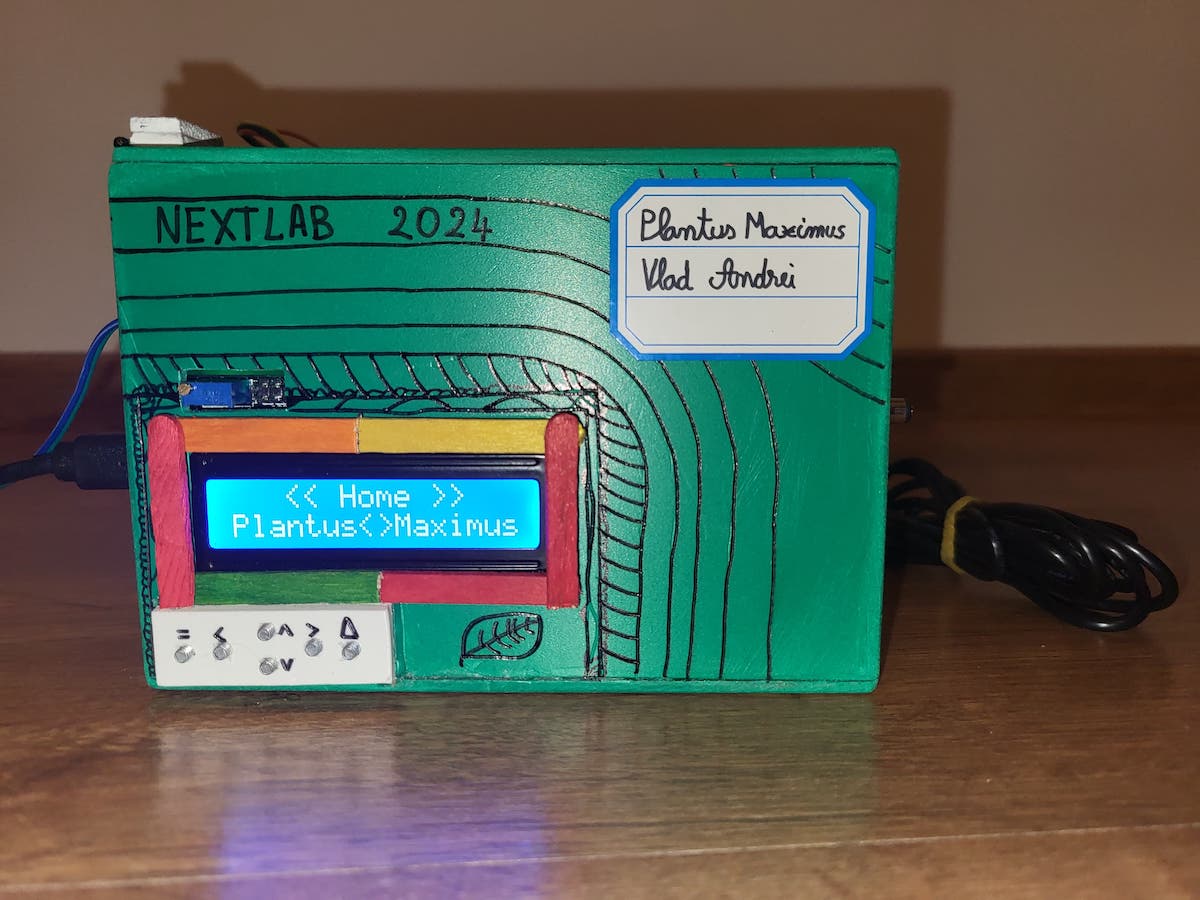 NEXTLAB 2024
Plantus Maximus
Vlad Andrei
<< Home >>
Plantus<>Maximus
= < ^ > Δ
v